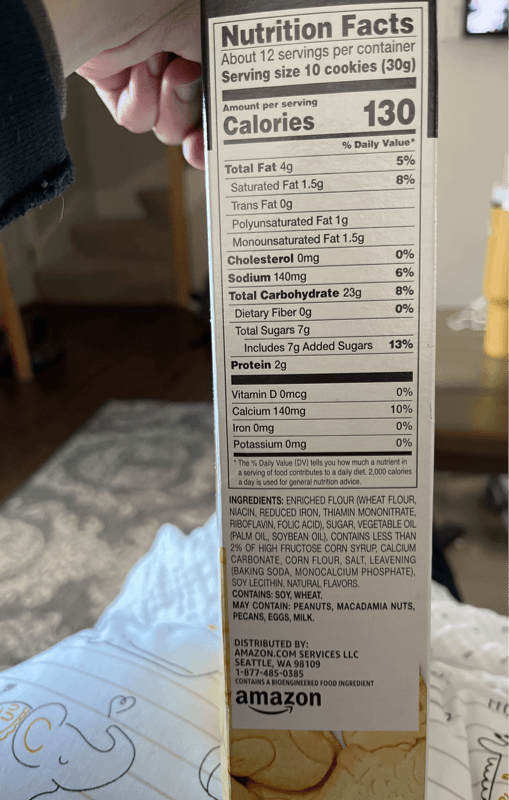 Nutrition Facts
About 12 servings per container
Serving size 10 cookies (30g)
Amount per serving
Calories 130
% Daily Value*
Total Fat 4g 5%
Saturated Fat 1.5g 8%
Trans Fat 0g
Polyunsaturated Fat 1g
Monounsaturated Fat 1.5g
Cholesterol 0mg 0%
Sodium 140mg 6%
Total Carbohydrate 23g 8%
Dietary Fiber 0g 0%
Total Sugars 7g
Includes 7g Added Sugars 13%
Protein 2g
Vitamin D 0mcg 0%
Calcium 140mg 10%
Iron 0mg 0%
Potassium 0mg 0%
* The % Daily Value (DV) tells you how much a nutrient in
a serving of food contributes to a daily diet. 2,000 calories
a day is used for general nutrition advice.
INGREDIENTS: ENRICHED FLOUR (WHEAT FLOUR,
NIACIN, REDUCED IRON, THIAMIN MONONITRATE,
RIBOFLAVIN, FOLIC ACID), SUGAR, VEGETABLE OIL
(PALM OIL, SOYBEAN OIL), CONTAINS LESS THAN
2% OF HIGH FRUCTOSE CORN SYRUP, CALCIUM
CARBONATE, CORN FLOUR, SALT, LEAVENING
(BAKING SODA, MONOCALCIUM PHOSPHATE),
SOY LECITHIN, NATURAL FLAVORS.
CONTAINS: SOY, WHEAT.
MAY CONTAIN: PEANUTS, MACADAMIA NUTS,
PECANS, EGGS, MILK.
DISTRIBUTED BY:
AMAZON.COM SERVICES LLC
SEATTLE, WA 98109
1-877-485-0385
CONTAINS A BIOENGINEERED FOOD INGREDIENT
amazon